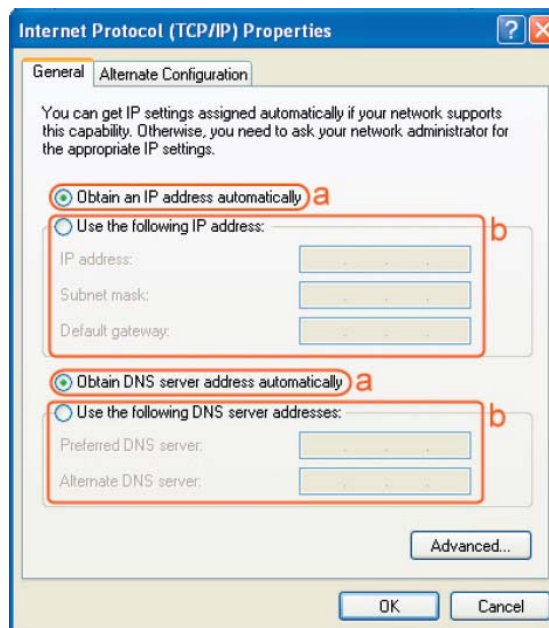 Internet Protocol (TCP/IP) Properties
General
Alternate Configuration
You can get IP settings assigned automatically if your network supports
this capability. Otherwise, you need to ask your network administrator for
the appropriate IP settings.
Obtain an IP address automatically a
Use the following IP address: b
IP address:
Subnet mask:
Default gateway:
Obtain DNS server address automatically a
Use the following DNS server addresses: b
Preferred DNS server:
Alternate DNS server:
Advanced...
OK
Cancel